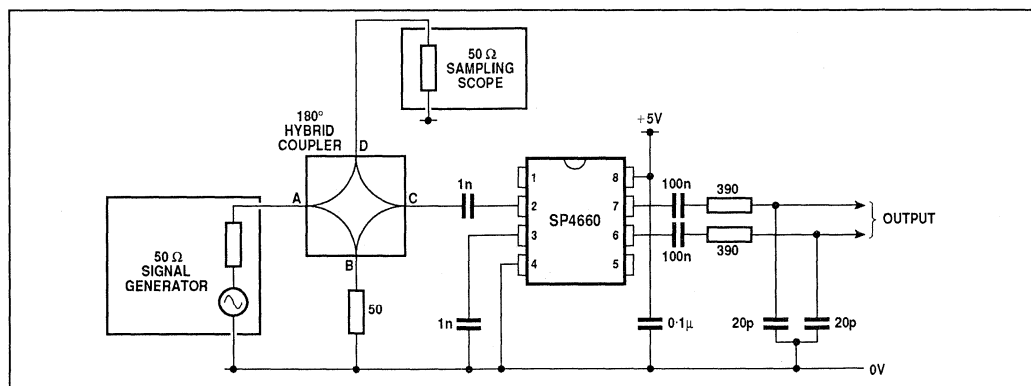 50 Ω
SAMPLING
SCOPE
180°
HYBRID
COUPLER
D
+5V
A
C
1n
1
8
100n
390
2
7
SP4660
OUTPUT
3
6
100n
390
B
4
5
50 Ω
SIGNAL
GENERATOR
50
1n
0·1μ
20p
20p
0V